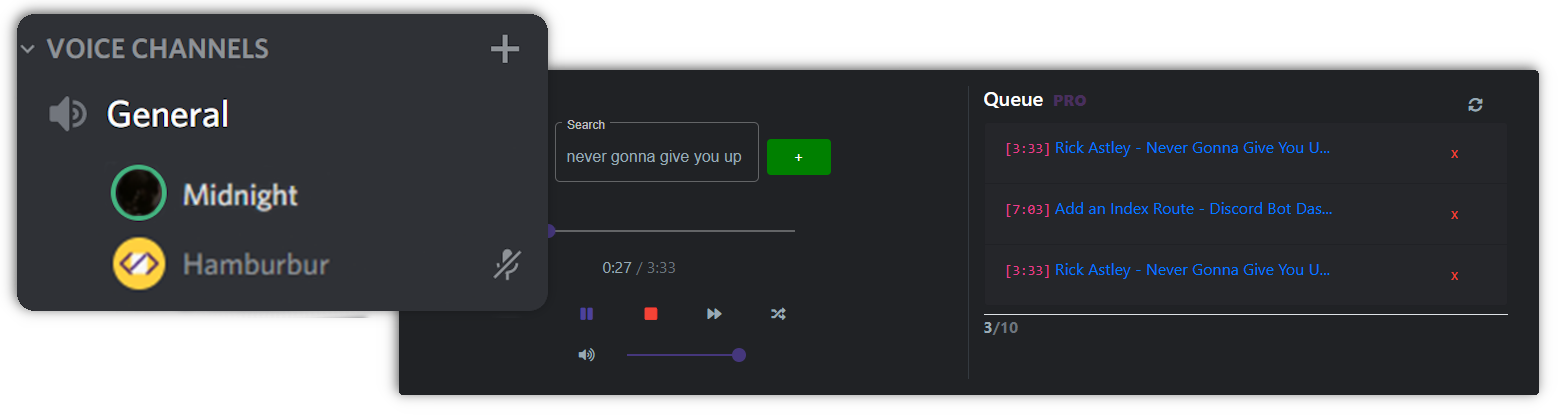 VOICE CHANNELS
General
Midnight
Hamburbur
Search
never gonna give you up
+
0:27 / 3:33
Queue PRO
[3:33] Rick Astley - Never Gonna Give You U... x
[7:03] Add an Index Route - Discord Bot Das... x
[3:33] Rick Astley - Never Gonna Give You U... x
3/10